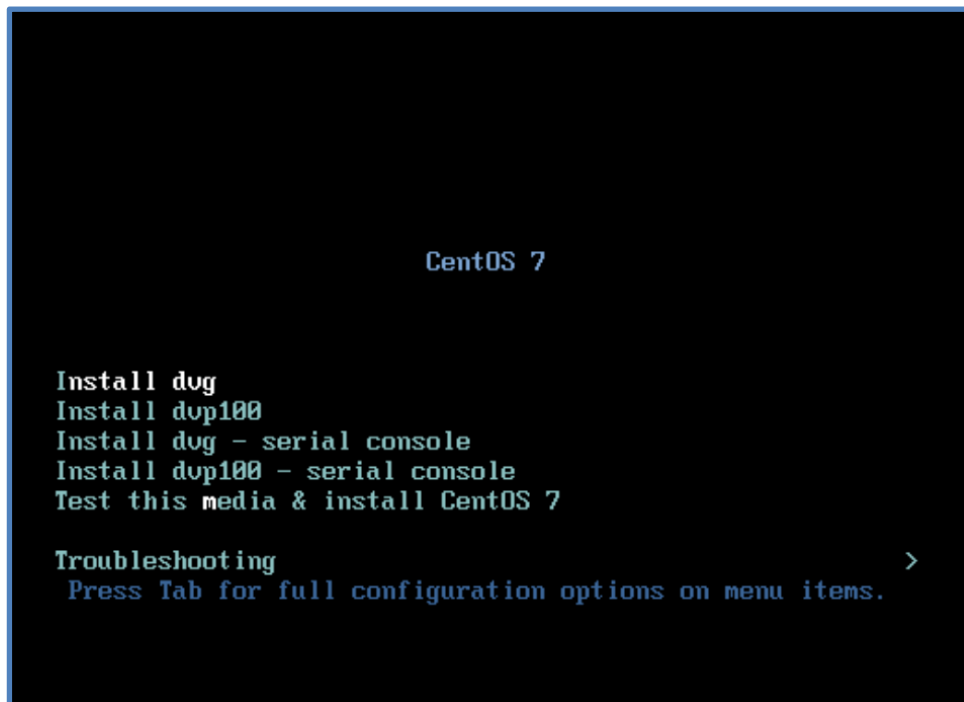 CentOS 7
Install dvg
Install dvp100
Install dvg - serial console
Install dvp100 - serial console
Test this media & install CentOS 7
Troubleshooting >
Press Tab for full configuration options on menu items.